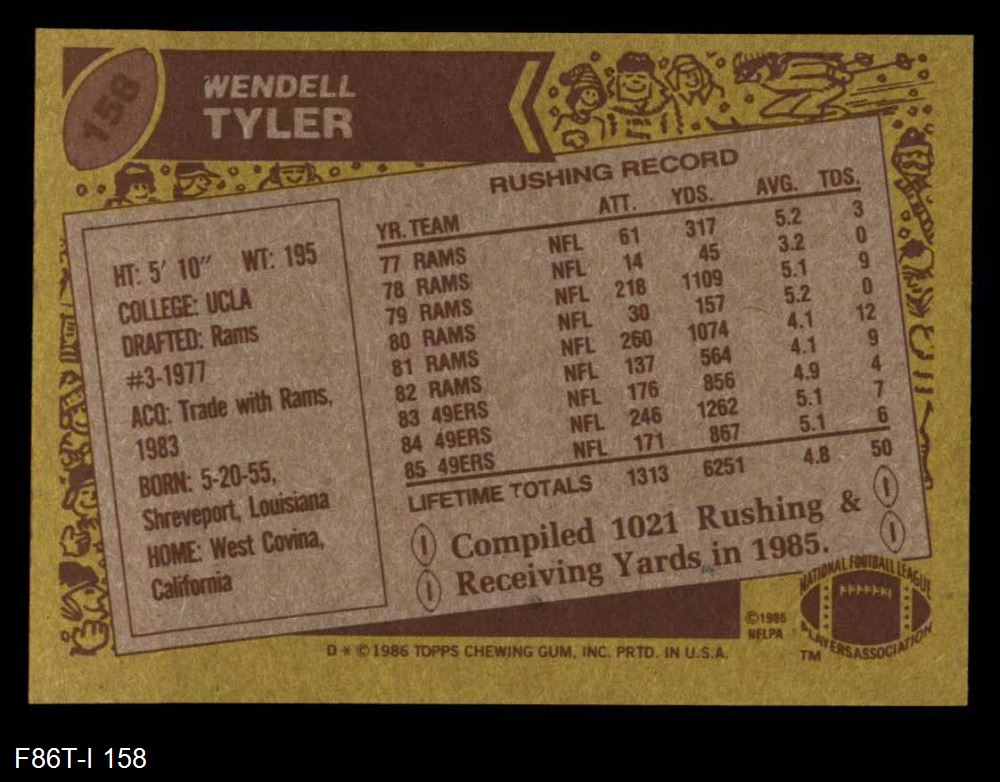 158
WENDELL
TYLER
HT: 5' 10" WT: 195
COLLEGE: UCLA
DRAFTED: Rams
#3-1977
ACQ: Trade with Rams,
1983
BORN: 5-20-55,
Shreveport, Louisiana
HOME: West Covina,
California
RUSHING RECORD
YR. TEAM ATT. YDS. AVG. TDS.
77 RAMS NFL 61 317 5.2 3
78 RAMS NFL 14 45 3.2 0
79 RAMS NFL 218 1109 5.1 9
80 RAMS NFL 30 157 5.2 0
81 RAMS NFL 260 1074 4.1 12
82 RAMS NFL 137 564 4.1 9
83 49ERS NFL 176 856 4.9 4
84 49ERS NFL 246 1262 5.1 7
85 49ERS NFL 171 867 5.1 6
LIFETIME TOTALS 1313 6251 4.8 50
Compiled 1021 Rushing &
Receiving Yards in 1985.
©1986
NFLPA
NATIONAL FOOTBALL LEAGUE
PLAYERS ASSOCIATION
TM
D * © 1986 TOPPS CHEWING GUM, INC. PRTD. IN U.S.A.
F86T-I 158